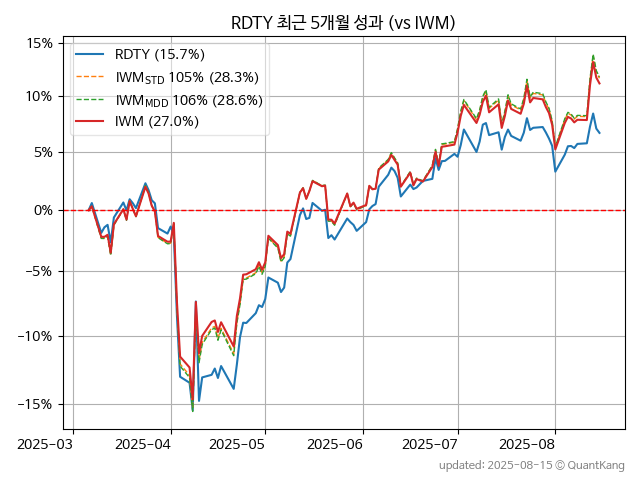 RDTY 최근 5개월 성과 (vs IWM)
RDTY (15.7%)
IWM_STD 105% (28.3%)
IWM_MDD 106% (28.6%)
IWM (27.0%)
15%
10%
5%
0%
−5%
−10%
−15%
2025-03 2025-04 2025-05 2025-06 2025-07 2025-08
updated: 2025-08-15 ⓒ QuantKang